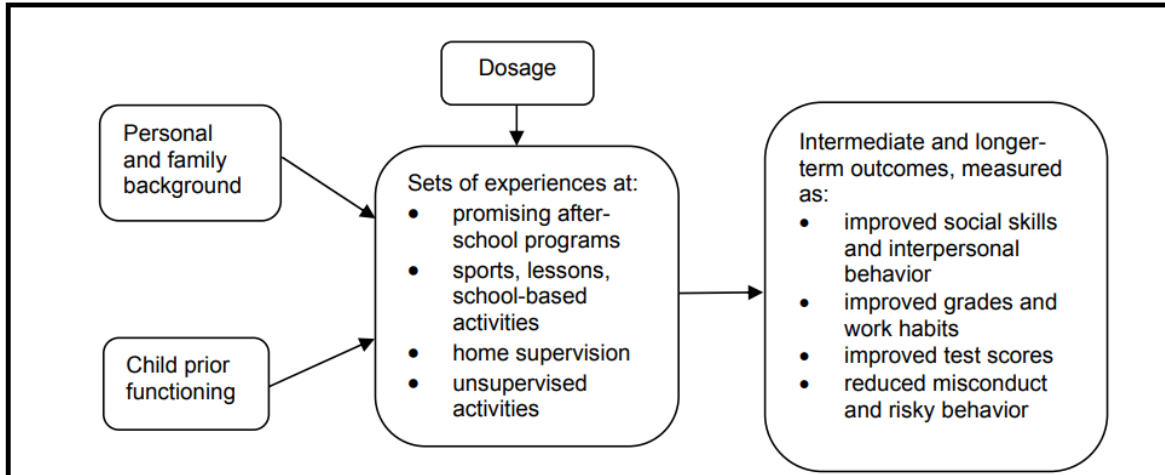 Dosage
Personal
and family
background
Sets of experiences at:
• promising after-
school programs
• sports, lessons,
school-based
activities
• home supervision
• unsupervised
activities
Child prior
functioning
Intermediate and longer-
term outcomes, measured
as:
• improved social skills
and interpersonal
behavior
• improved grades and
work habits
• improved test scores
• reduced misconduct
and risky behavior